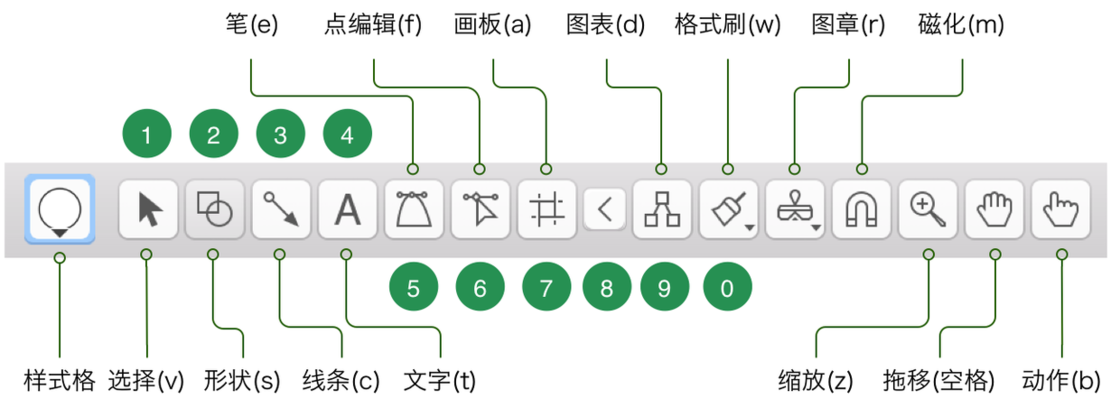 笔(e) 点编辑(f) 画板(a) 图表(d) 格式刷(w) 图章(r) 磁化(m)
1 2 3 4
A
5 6 7 8 9 0
样式格 选择(v) 形状(s) 线条(c) 文字(t) 缩放(z) 拖移(空格) 动作(b)